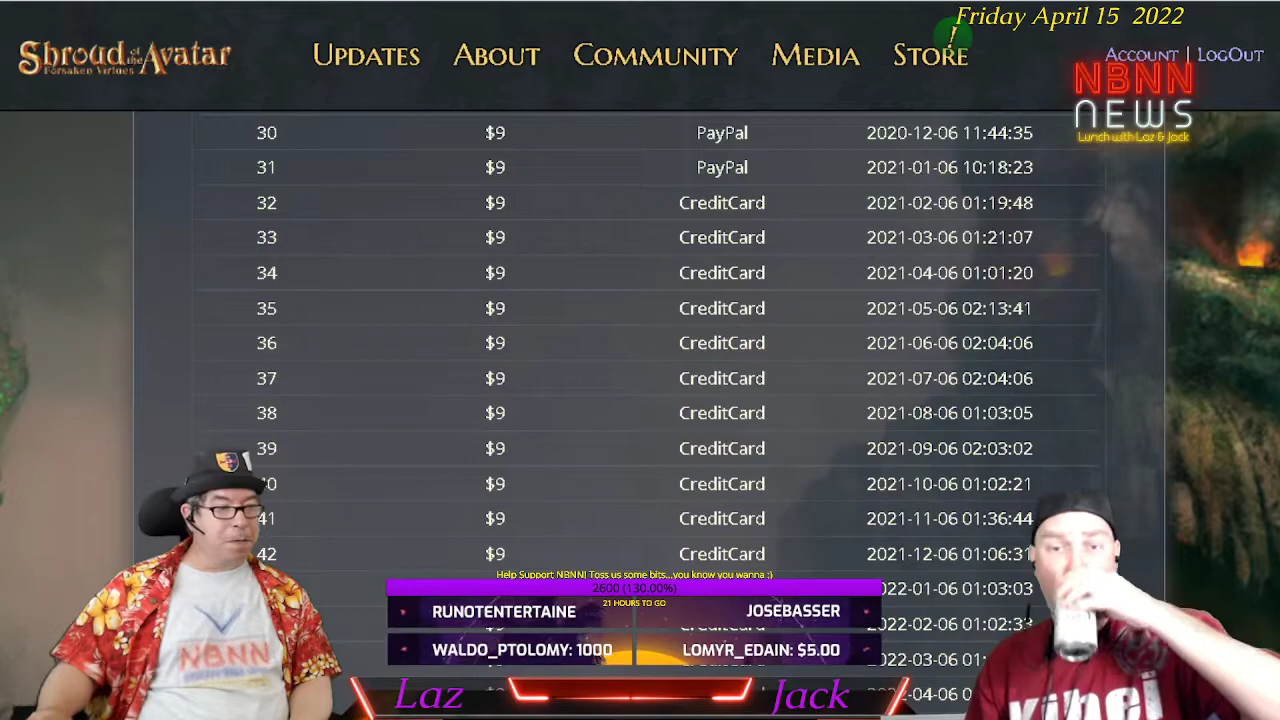 Friday April 15 2022
Shroud of the Avatar
Forsaken Virtues
Updates About Community Media Store
!
Account | LogOut
NBNN
NEWS
Lunch with Laz & Jack
30 $9 PayPal 2020-12-06 11:44:35
31 $9 PayPal 2021-01-06 10:18:23
32 $9 CreditCard 2021-02-06 01:19:48
33 $9 CreditCard 2021-03-06 01:21:07
34 $9 CreditCard 2021-04-06 01:01:20
35 $9 CreditCard 2021-05-06 02:13:41
36 $9 CreditCard 2021-06-06 02:04:06
37 $9 CreditCard 2021-07-06 02:04:06
38 $9 CreditCard 2021-08-06 01:03:05
39 $9 CreditCard 2021-09-06 02:03:02
$9 CreditCard 2021-10-06 01:02:21
41 $9 CreditCard 2021-11-06 01:36:44
42 $9 CreditCard 2021-12-06 01:06:31
Help Support NBNN! Toss us some bits...you know you wanna ;)
2600 (130.00%)
21 HOURS TO GO
01:03:03
RUNOTENTERTAINE JOSEBASSER
01:02:33
WALDO_PTOLOMY: 1000 LOMYR_EDAIN: $5.00
NBNN
Laz Jack